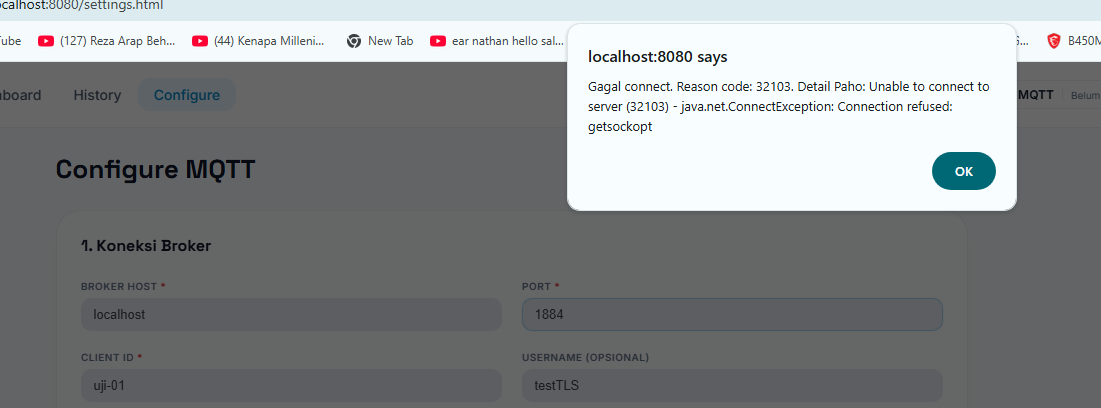 ocalhost:8080/settings.html
ube
(127) Reza Arap Beh...
(44) Kenapa Milleni...
New Tab
ear nathan hello sal...
S...
B450M
localhost:8080 says
Gagal connect. Reason code: 32103. Detail Paho: Unable to connect to
server (32103) - java.net.ConnectException: Connection refused:
getsockopt
OK
nboard
History
Configure
MQTT
Belum
Configure MQTT
1. Koneksi Broker
BROKER HOST *
PORT *
localhost
1884
CLIENT ID *
USERNAME (OPSIONAL)
uji-01
testTLS